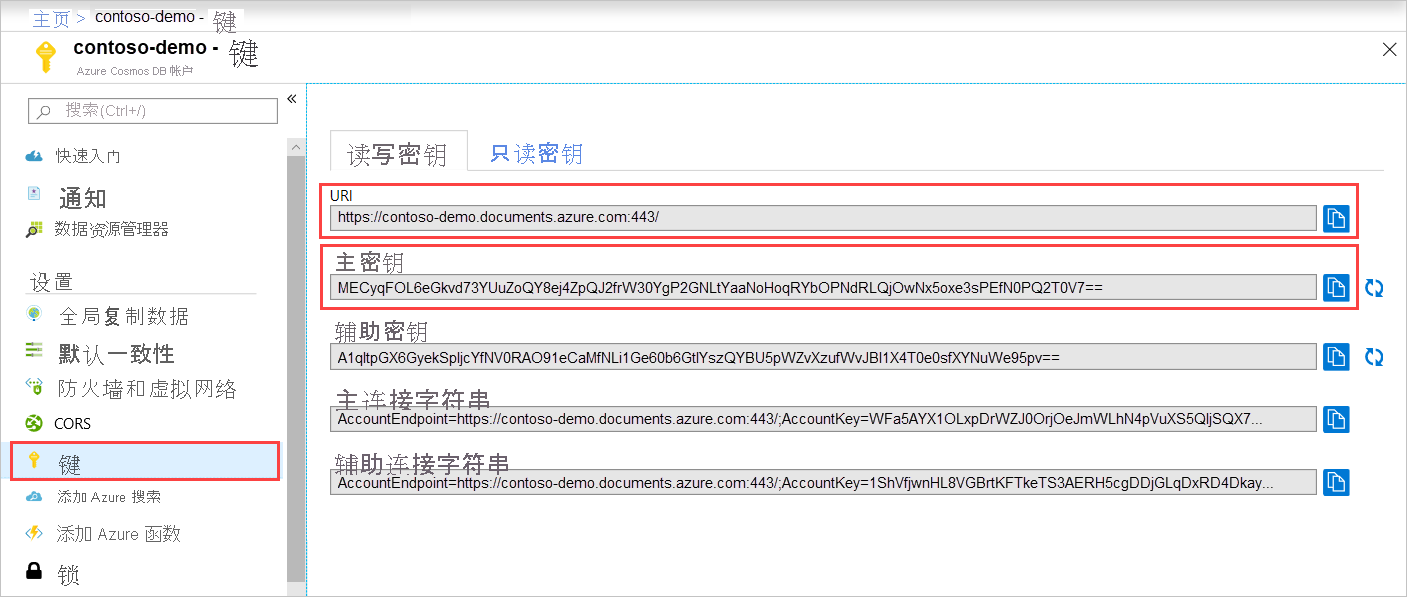 主页 > contoso-demo - 键
contoso-demo - 键
Azure Cosmos DB 帐户
搜索(Ctrl+/)
«
快速入门
通知
数据资源管理器
设置
全局复制数据
默认一致性
防火墙和虚拟网络
CORS
键
添加 Azure 搜索
添加 Azure 函数
锁
读写密钥 只读密钥
URI
https://contoso-demo.documents.azure.com:443/
主密钥
MECyqFOL6eGkvd73YUuZoQY8ej4ZpQJ2frW30YgP2GNLtYaaNoHoqRYbOPNdRLQjOwNx5oxe3sPEfN0PQ2T0V7==
辅助密钥
A1qltpGX6GyekSpljcYfNV0RAO91eCaMfNLi1Ge60b6GtlYszQYBU5pWZvXzufWvJBI1X4T0e0sfXYNuWe95pv==
主连接字符串
AccountEndpoint=https://contoso-demo.documents.azure.com:443/;AccountKey=WFa5AYX1OLxpDrWZJ0OrjOeJmWLhN4pVuXS5QljSQX7...
辅助连接字符串
AccountEndpoint=https://contoso-demo.documents.azure.com:443/;AccountKey=1ShVfjwnHL8VGBrtKFTkeTS3AERH5cgDDjGLqDxRD4Dkay...